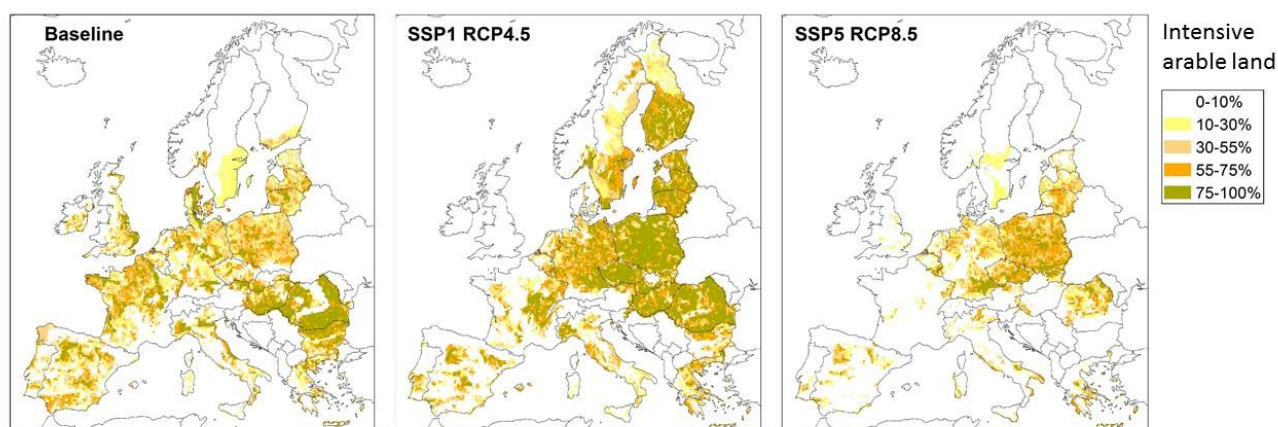 Baseline
SSP1 RCP4.5
SSP5 RCP8.5
Intensive
arable land
0-10%
10-30%
30-55%
55-75%
75-100%